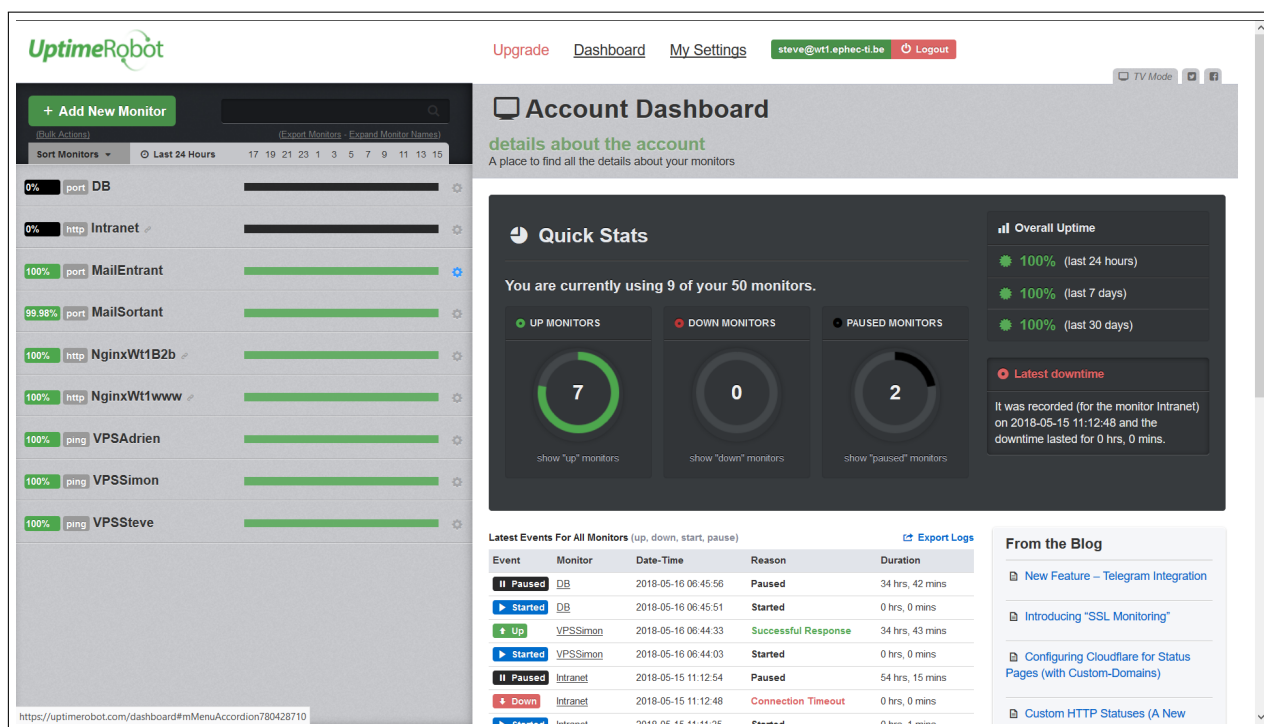 UptimeRobot
Upgrade Dashboard My Settings steve@wt1.ephec-ti.be Logout
TV Mode
+ Add New Monitor
(Bulk Actions) (Export Monitors - Expand Monitor Names)
Sort Monitors Last 24 Hours 17 19 21 23 1 3 5 7 9 11 13 15
0% port DB
0% http Intranet
100% port MailEntrant
99.98% port MailSortant
100% http NginxWt1B2b
100% http NginxWt1www
100% ping VPSAdrien
100% ping VPSSimon
100% ping VPSSteve
https://uptimerobot.com/dashboard#mMenuAccordion780428710
Account Dashboard
details about the account
A place to find all the details about your monitors
Quick Stats
You are currently using 9 of your 50 monitors.
UP MONITORS
7
show "up" monitors
DOWN MONITORS
0
show "down" monitors
PAUSED MONITORS
2
show "paused" monitors
Overall Uptime
100% (last 24 hours)
100% (last 7 days)
100% (last 30 days)
Latest downtime
It was recorded (for the monitor Intranet)
on 2018-05-15 11:12:48 and the
downtime lasted for 0 hrs, 0 mins.
Latest Events For All Monitors (up, down, start, pause) Export Logs
Event Monitor Date-Time Reason Duration
Paused DB 2018-05-16 06:45:56 Paused 34 hrs, 42 mins
Started DB 2018-05-16 06:45:51 Started 0 hrs, 0 mins
Up VPSSimon 2018-05-16 06:44:33 Successful Response 34 hrs, 43 mins
Started VPSSimon 2018-05-16 06:44:03 Started 0 hrs, 0 mins
Paused Intranet 2018-05-15 11:12:54 Paused 54 hrs, 15 mins
Down Intranet 2018-05-15 11:12:48 Connection Timeout 0 hrs, 0 mins
Started Intranet 2018-05-15 11:11:25 Started 0 hrs, 1 mins
From the Blog
New Feature – Telegram Integration
Introducing “SSL Monitoring”
Configuring Cloudflare for Status
Pages (with Custom-Domains)
Custom HTTP Statuses (A New